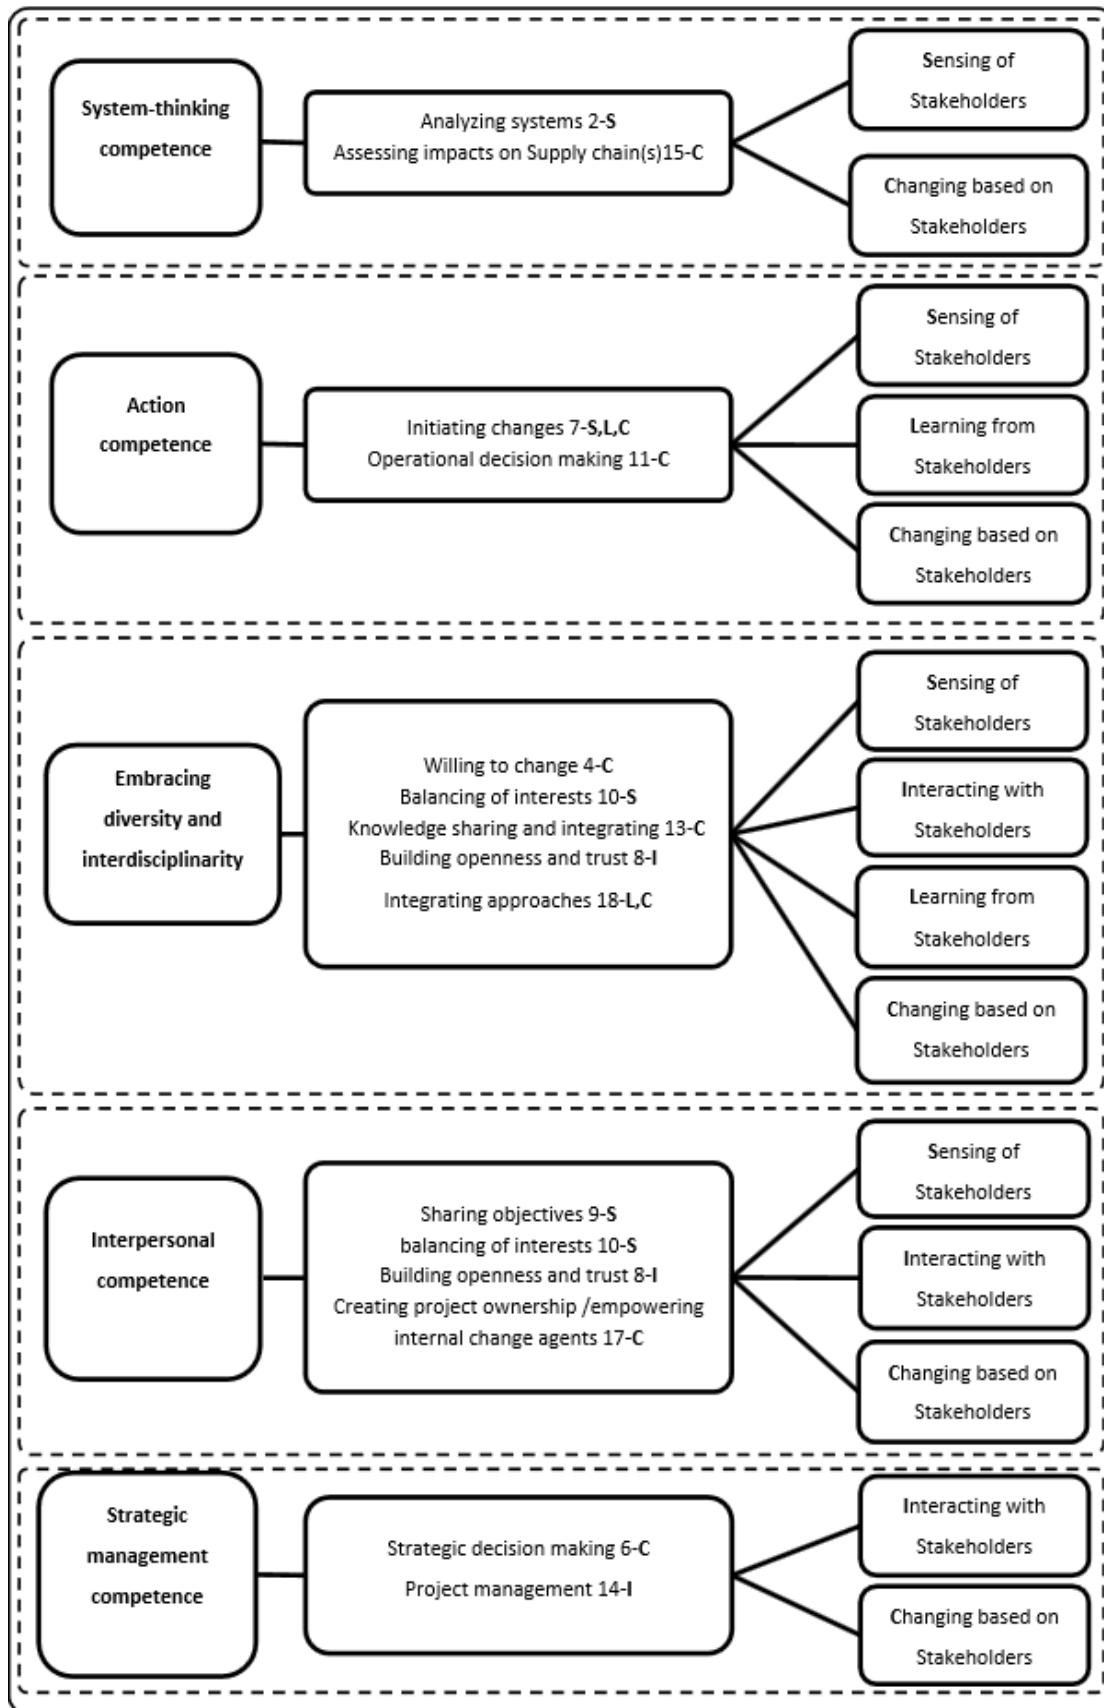 System-thinking
competence
Analyzing systems 2-S
Assessing impacts on Supply chain(s)15-C
Sensing of
Stakeholders
Changing based on
Stakeholders
Action
competence
Initiating changes 7-S,L,C
Operational decision making 11-C
Sensing of
Stakeholders
Learning from
Stakeholders
Changing based on
Stakeholders
Embracing
diversity and
interdisciplinarity
Willing to change 4-C
Balancing of interests 10-S
Knowledge sharing and integrating 13-C
Building openness and trust 8-I
Integrating approaches 18-L,C
Sensing of
Stakeholders
Interacting with
Stakeholders
Learning from
Stakeholders
Changing based on
Stakeholders
Interpersonal
competence
Sharing objectives 9-S
balancing of interests 10-S
Building openness and trust 8-I
Creating project ownership /empowering
internal change agents 17-C
Sensing of
Stakeholders
Interacting with
Stakeholders
Changing based on
Stakeholders
Strategic
management
competence
Strategic decision making 6-C
Project management 14-I
Interacting with
Stakeholders
Changing based on
Stakeholders